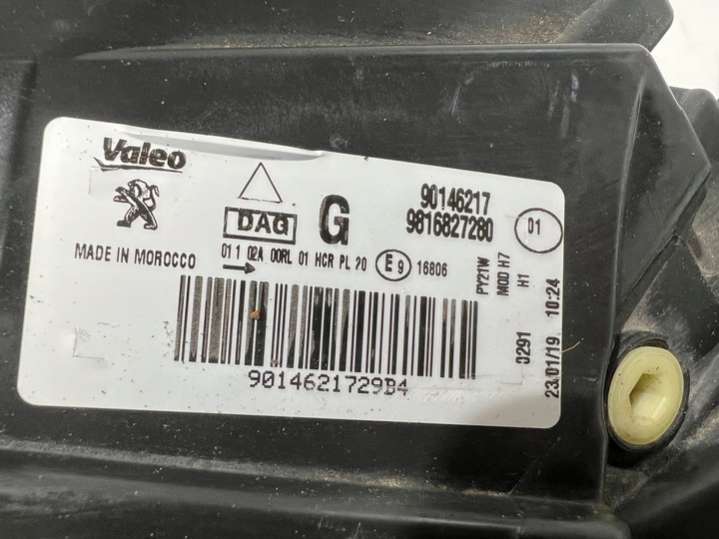 Valeo
DAG
G
90146217
9816827280
01
MADE IN MOROCCO
01 1 02A 00RL 01 HCR PL 20
E9
16806
PY21W
MOD H7
H1
0291
23/01/19 10:24
9014621729B4